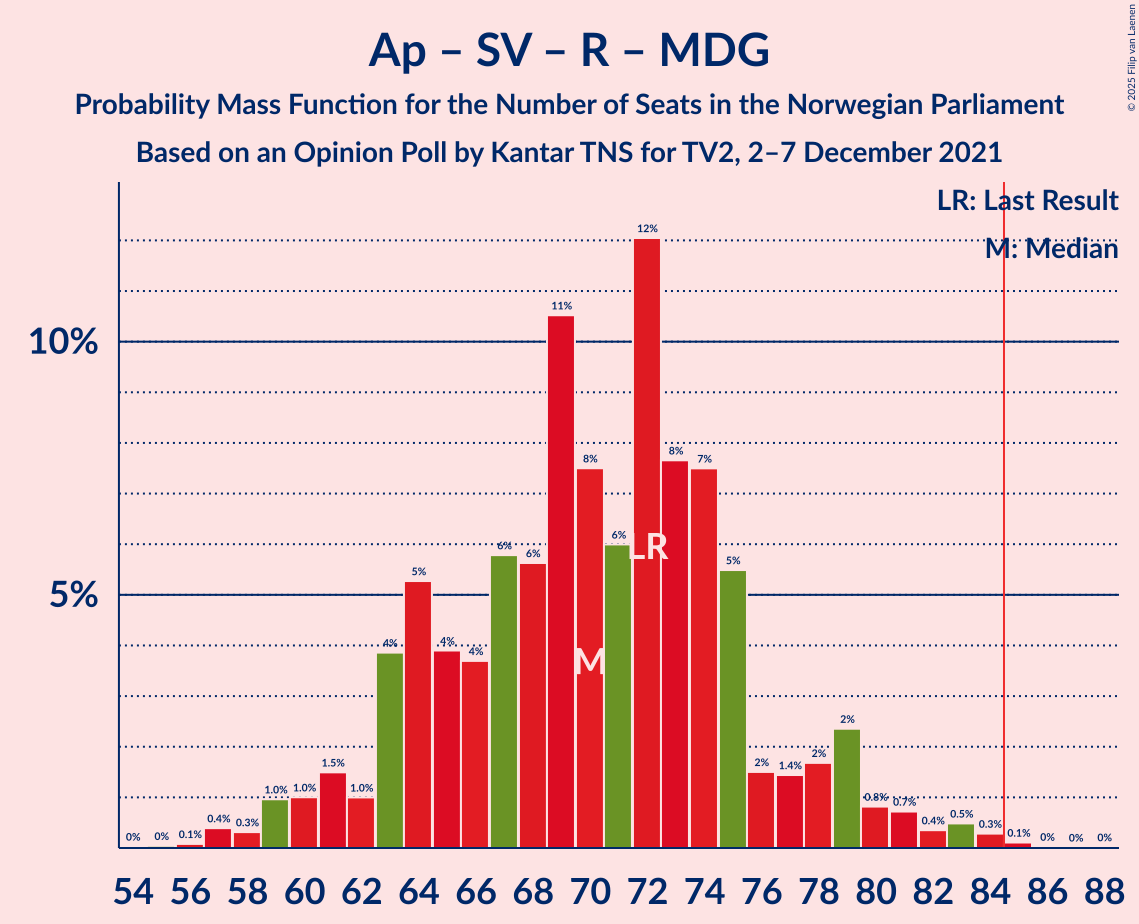 Ap – SV – R – MDG
Probability Mass Function for the Number of Seats in the Norwegian Parliament
Based on an Opinion Poll by Kantar TNS for TV2, 2–7 December 2021
© 2025 Filip van Laenen
LR: Last Result
M: Median
10%
5%
0% 0% 0.1% 0.4% 0.3% 1.0% 1.0% 1.5% 1.0% 4% 5% 4% 4% 6% 6% 11% 8% 6% 12% 8% 7% 5% 2% 1.4% 2% 2% 0.8% 0.7% 0.4% 0.5% 0.3% 0.1% 0% 0% 0%
LR
M
54 56 58 60 62 64 66 68 70 72 74 76 78 80 82 84 86 88